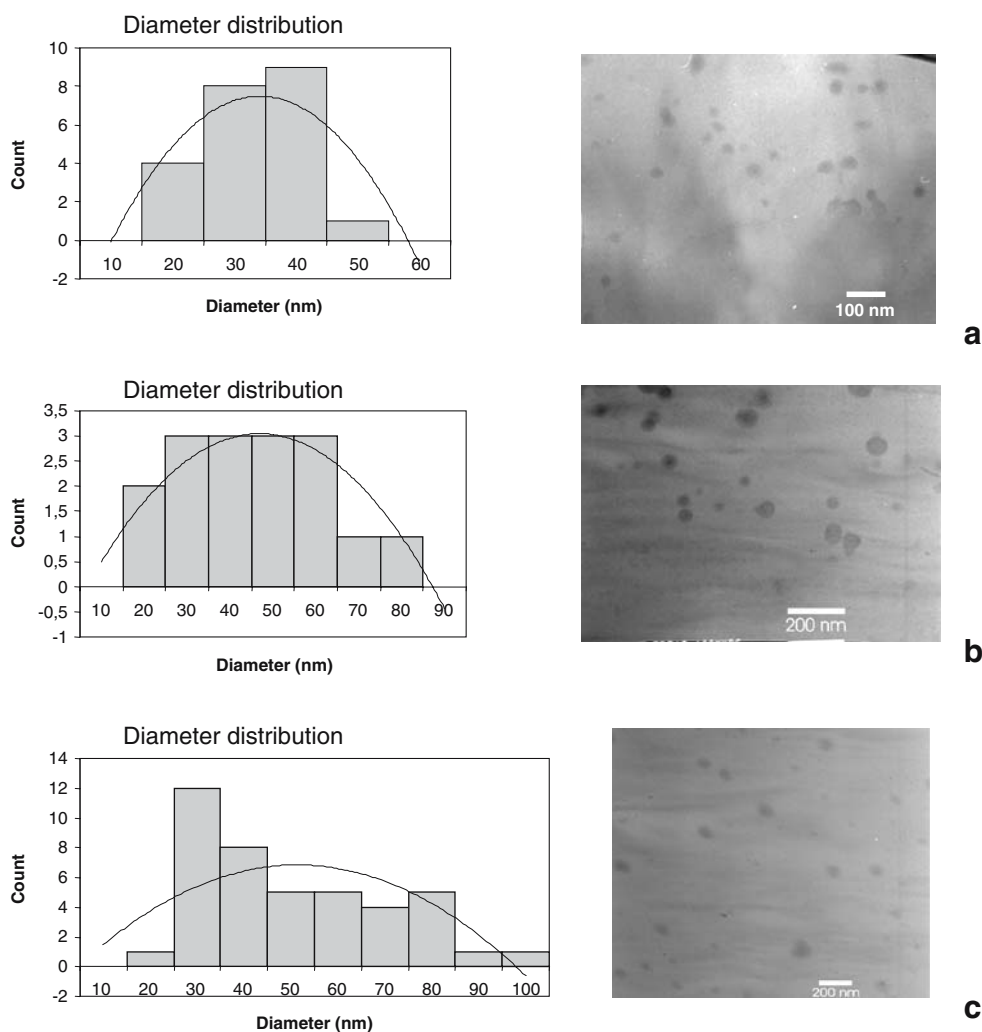 Diameter distribution
10
8
6
4
2
0
-2
Count
10 20 30 40 50 60
Diameter (nm)
100 nm
a
Diameter distribution
3,5
3
2,5
2
1,5
1
0,5
0
-0,5
-1
Count
10 20 30 40 50 60 70 80 90
Diameter (nm)
200 nm
b
Diameter distribution
14
12
10
8
6
4
2
0
-2
Count
10 20 30 40 50 60 70 80 90 100
Diameter (nm)
200 nm
c